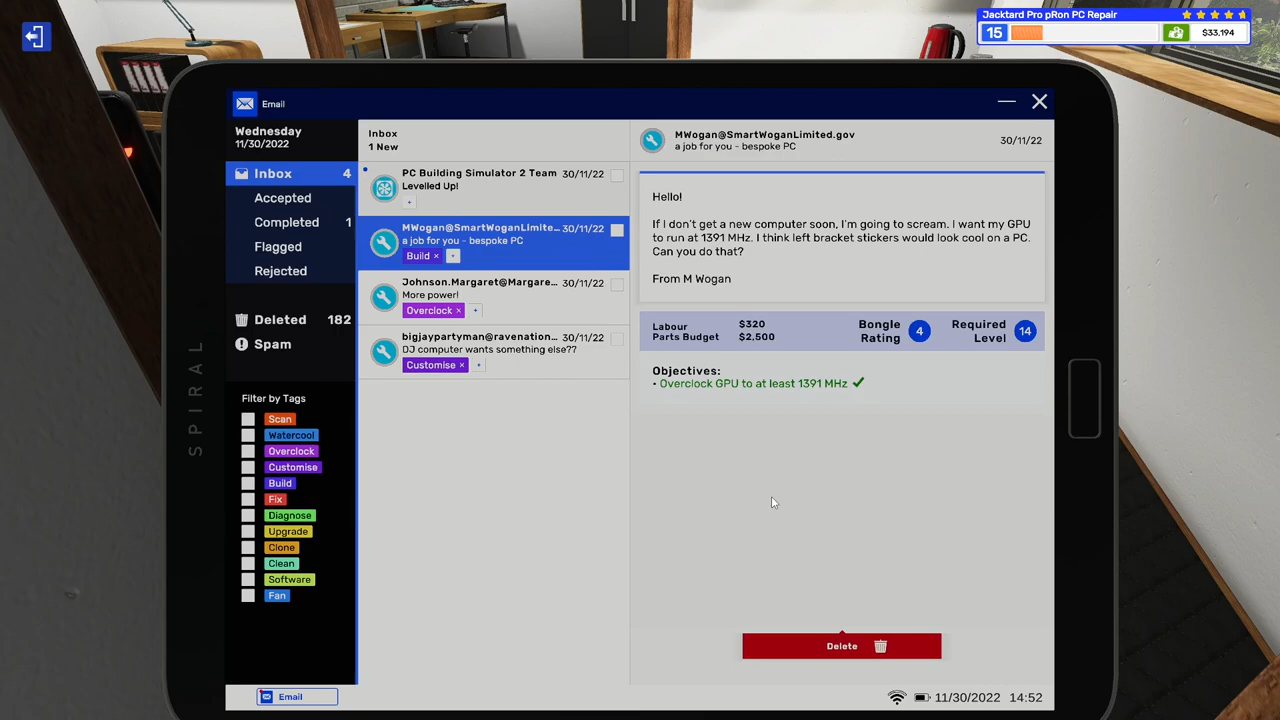 Jacktard Pro pRon PC Repair
15
$33,194
Email
Wednesday
11/30/2022
Inbox 4
Accepted
Completed 1
Flagged
Rejected
Deleted 182
Spam
Filter by Tags
Scan
Watercool
Overclock
Customise
Build
Fix
Diagnose
Upgrade
Clone
Clean
Software
Fan
Inbox
1 New
PC Building Simulator 2 Team 30/11/22
Levelled Up!
+
MWogan@SmartWoganLimite... 30/11/22
a job for you - bespoke PC
Build × +
Johnson.Margaret@Margare... 30/11/22
More power!
Overclock × +
bigjaypartyman@ravenation... 30/11/22
DJ computer wants something else??
Customise × +
MWogan@SmartWoganLimited.gov
a job for you - bespoke PC
30/11/22
Hello!
If I don't get a new computer soon, I'm going to scream. I want my GPU
to run at 1391 MHz. I think left bracket stickers would look cool on a PC.
Can you do that?
From M Wogan
Labour $320
Parts Budget $2,500
Bongle Rating 4
Required Level 14
Objectives:
• Overclock GPU to at least 1391 MHz ✔
Delete
SPIRAL
Email
11/30/2022 14:52